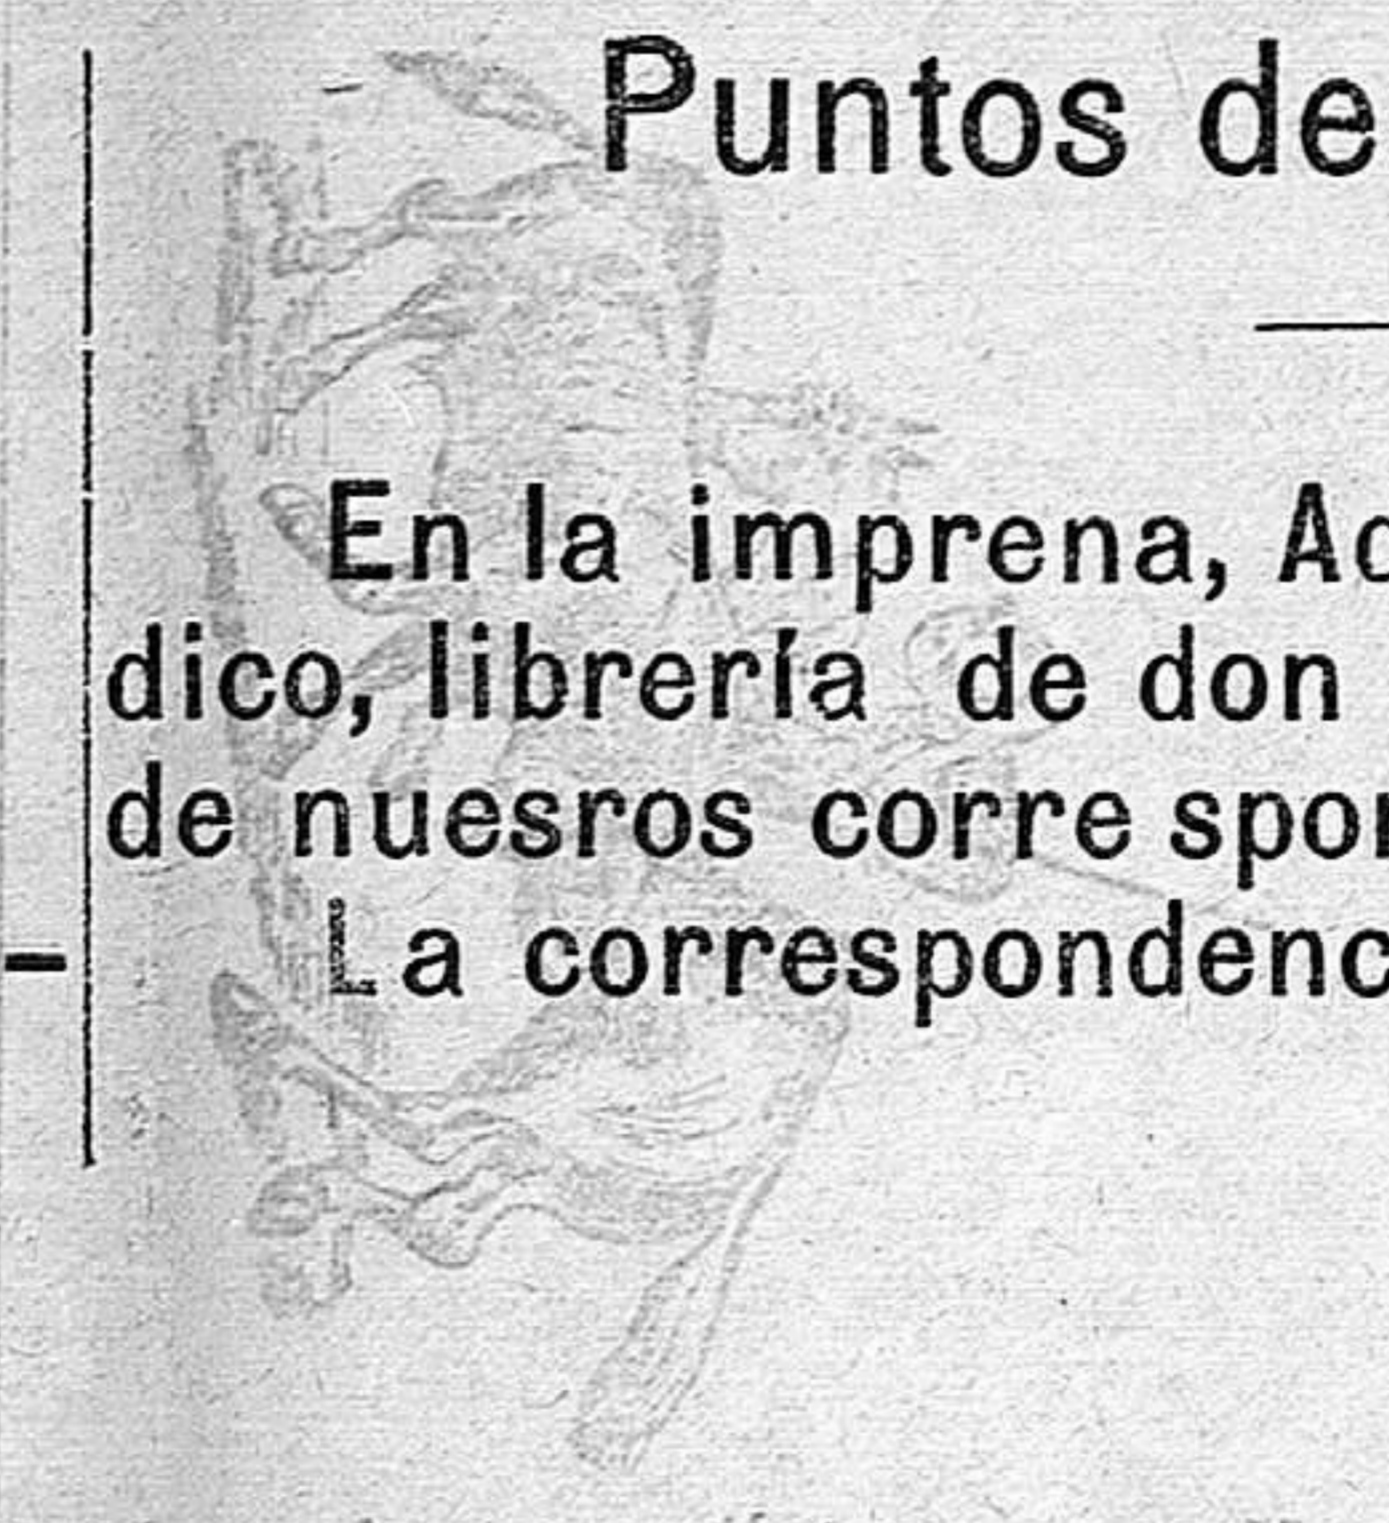 Puntos de
En la imprena, Ad
dico, librería de don
de nuesros corre spon
La correspondenc